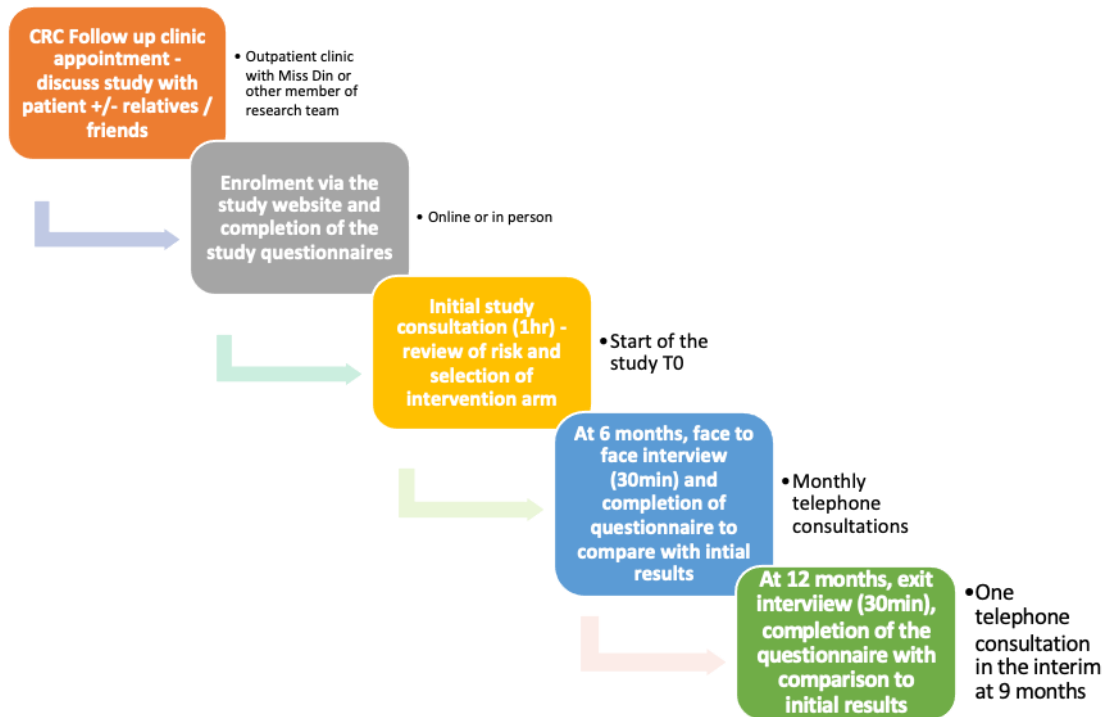 CRC Follow up clinic
appointment -
discuss study with
patient +/- relatives /
friends
• Outpatient clinic
with Miss Din or
other member of
research team
Enrolment via the
study website and
completion of the
study questionnaires
• Online or in person
Initial study
consultation (1hr) -
review of risk and
selection of
intervention arm
•Start of the
study T0
At 6 months, face to
face interview
(30min) and
completion of
questionnaire to
compare with intial
results
•Monthly
telephone
consultations
At 12 months, exit
interviiew (30min),
completion of the
questionnaire with
comparison to
initial results
•One
telephone
consultation
in the interim
at 9 months